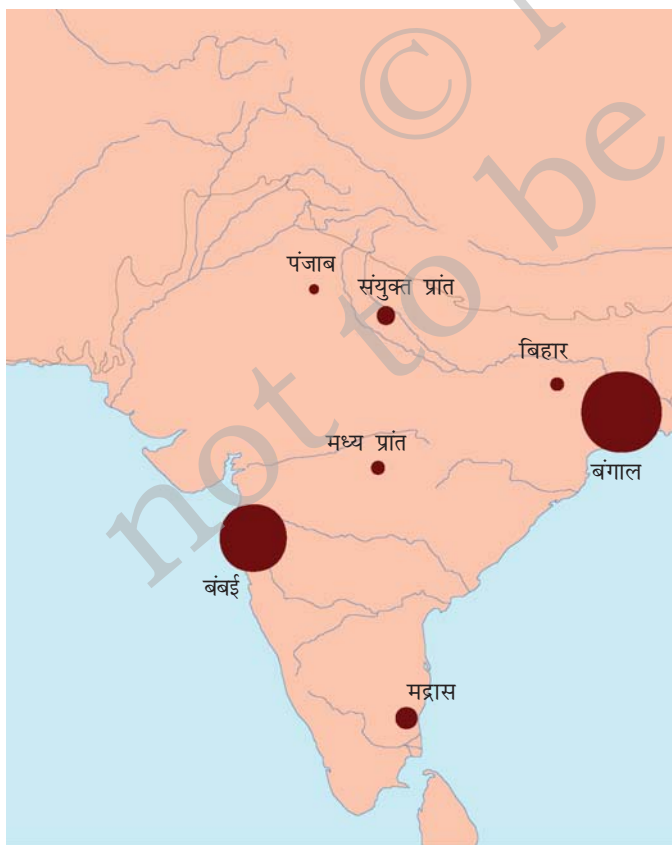 © 
not to be
पंजाब
संयुक्त प्रांत
बिहार
बंगाल
मध्य प्रांत
बंबई
मद्रास